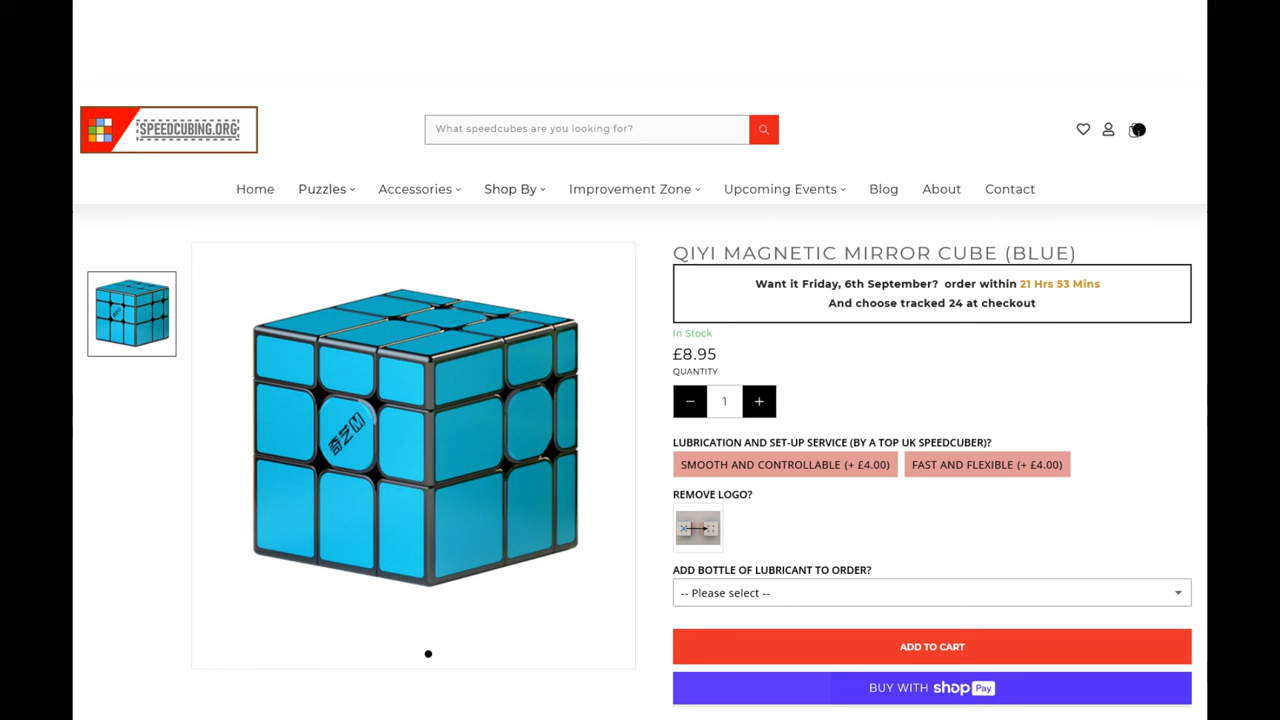 SPEEDCUBING.ORG
What speedcubes are you looking for?
Home Puzzles Accessories Shop By Improvement Zone Upcoming Events Blog About Contact
奇艺M
QIYI MAGNETIC MIRROR CUBE (BLUE)
Want it Friday, 6th September? order within 21 Hrs 53 Mins
And choose tracked 24 at checkout
In Stock
£8.95
QUANTITY
− 1 +
LUBRICATION AND SET-UP SERVICE (BY A TOP UK SPEEDCUBER)?
SMOOTH AND CONTROLLABLE (+ £4.00) FAST AND FLEXIBLE (+ £4.00)
REMOVE LOGO?
ADD BOTTLE OF LUBRICANT TO ORDER?
-- Please select --
ADD TO CART
BUY WITH shop Pay